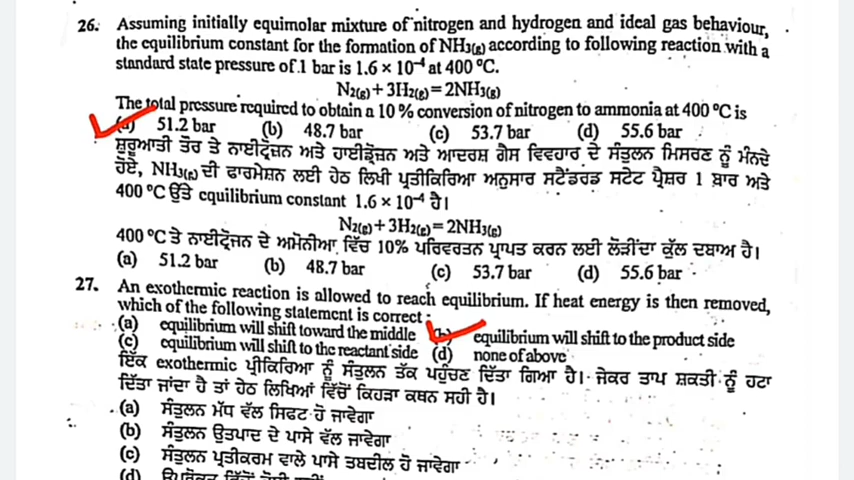 26. Assuming initially equimolar mixture of nitrogen and hydrogen and ideal gas behaviour,
the equilibrium constant for the formation of NH₃₍g₎ according to following reaction with a
standard state pressure of 1 bar is 1.6 × 10⁻⁴ at 400 °C.
N₂₍g₎ + 3H₂₍g₎ = 2NH₃₍g₎
The total pressure required to obtain a 10 % conversion of nitrogen to ammonia at 400 °C is
(a) 51.2 bar (b) 48.7 bar (c) 53.7 bar (d) 55.6 bar
ਸ਼ੁਰੂਆਤੀ ਤੌਰ ਤੇ ਨਾਈਟ੍ਰੋਜ਼ਨ ਅਤੇ ਹਾਈਡ੍ਰੋਜ਼ਨ ਅਤੇ ਆਦਰਸ਼ ਗੈਸ ਵਿਵਹਾਰ ਦੇ ਸੰਤੁਲਨ ਮਿਸਰਣ ਨੂੰ ਮੰਨਦੇ
ਹੋਏ, NH₃₍g₎ ਦੀ ਫਾਰਮੇਸ਼ਨ ਲਈ ਹੇਠ ਲਿਖੀ ਪ੍ਰਤੀਕਿਰਿਆ ਅਨੁਸਾਰ ਸਟੈਂਡਰਡ ਸਟੇਟ ਪ੍ਰੈਸ਼ਰ 1 ਬਾਰ ਅਤੇ
400 °C ਉੱਤੇ equilibrium constant 1.6 × 10⁻⁴ ਹੈ।
N₂₍g₎ + 3H₂₍g₎ = 2NH₃₍g₎
400 °C ਤੇ ਨਾਈਟ੍ਰੋਜਨ ਦੇ ਅਮੋਨੀਆ ਵਿੱਚ 10% ਪਰਿਵਰਤਨ ਪ੍ਰਾਪਤ ਕਰਨ ਲਈ ਲੋੜੀਂਦਾ ਕੁੱਲ ਦਬਾਅ ਹੈ।
(a) 51.2 bar (b) 48.7 bar (c) 53.7 bar (d) 55.6 bar
27. An exothermic reaction is allowed to reach equilibrium. If heat energy is then removed,
which of the following statement is correct :
(a) equilibrium will shift toward the middle (b) equilibrium will shift to the product side
(c) equilibrium will shift to the reactant side (d) none of above
ਇੱਕ exothermic ਪ੍ਰੀਕਿਰਿਆ ਨੂੰ ਸੰਤੁਲਨ ਤੱਕ ਪਹੁੰਚਣ ਦਿੱਤਾ ਗਿਆ ਹੈ। ਜੇਕਰ ਤਾਪ ਸ਼ਕਤੀ ਨੂੰ ਹਟਾ
ਦਿੱਤਾ ਜਾਂਦਾ ਹੈ ਤਾਂ ਹੇਠ ਲਿਖਿਆਂ ਵਿੱਚੋਂ ਕਿਹੜਾ ਕਥਨ ਸਹੀ ਹੈ।
(a) ਸੰਤੁਲਨ ਮੱਧ ਵੱਲ ਸਿਫਟ ਹੋ ਜਾਵੇਗਾ
(b) ਸੰਤੁਲਨ ਉਤਪਾਦ ਦੇ ਪਾਸੇ ਵੱਲ ਜਾਵੇਗਾ
(c) ਸੰਤੁਲਨ ਪ੍ਰਤੀਕਰਮ ਵਾਲੇ ਪਾਸੇ ਤਬਦੀਲ ਹੋ ਜਾਵੇਗਾ
(d)